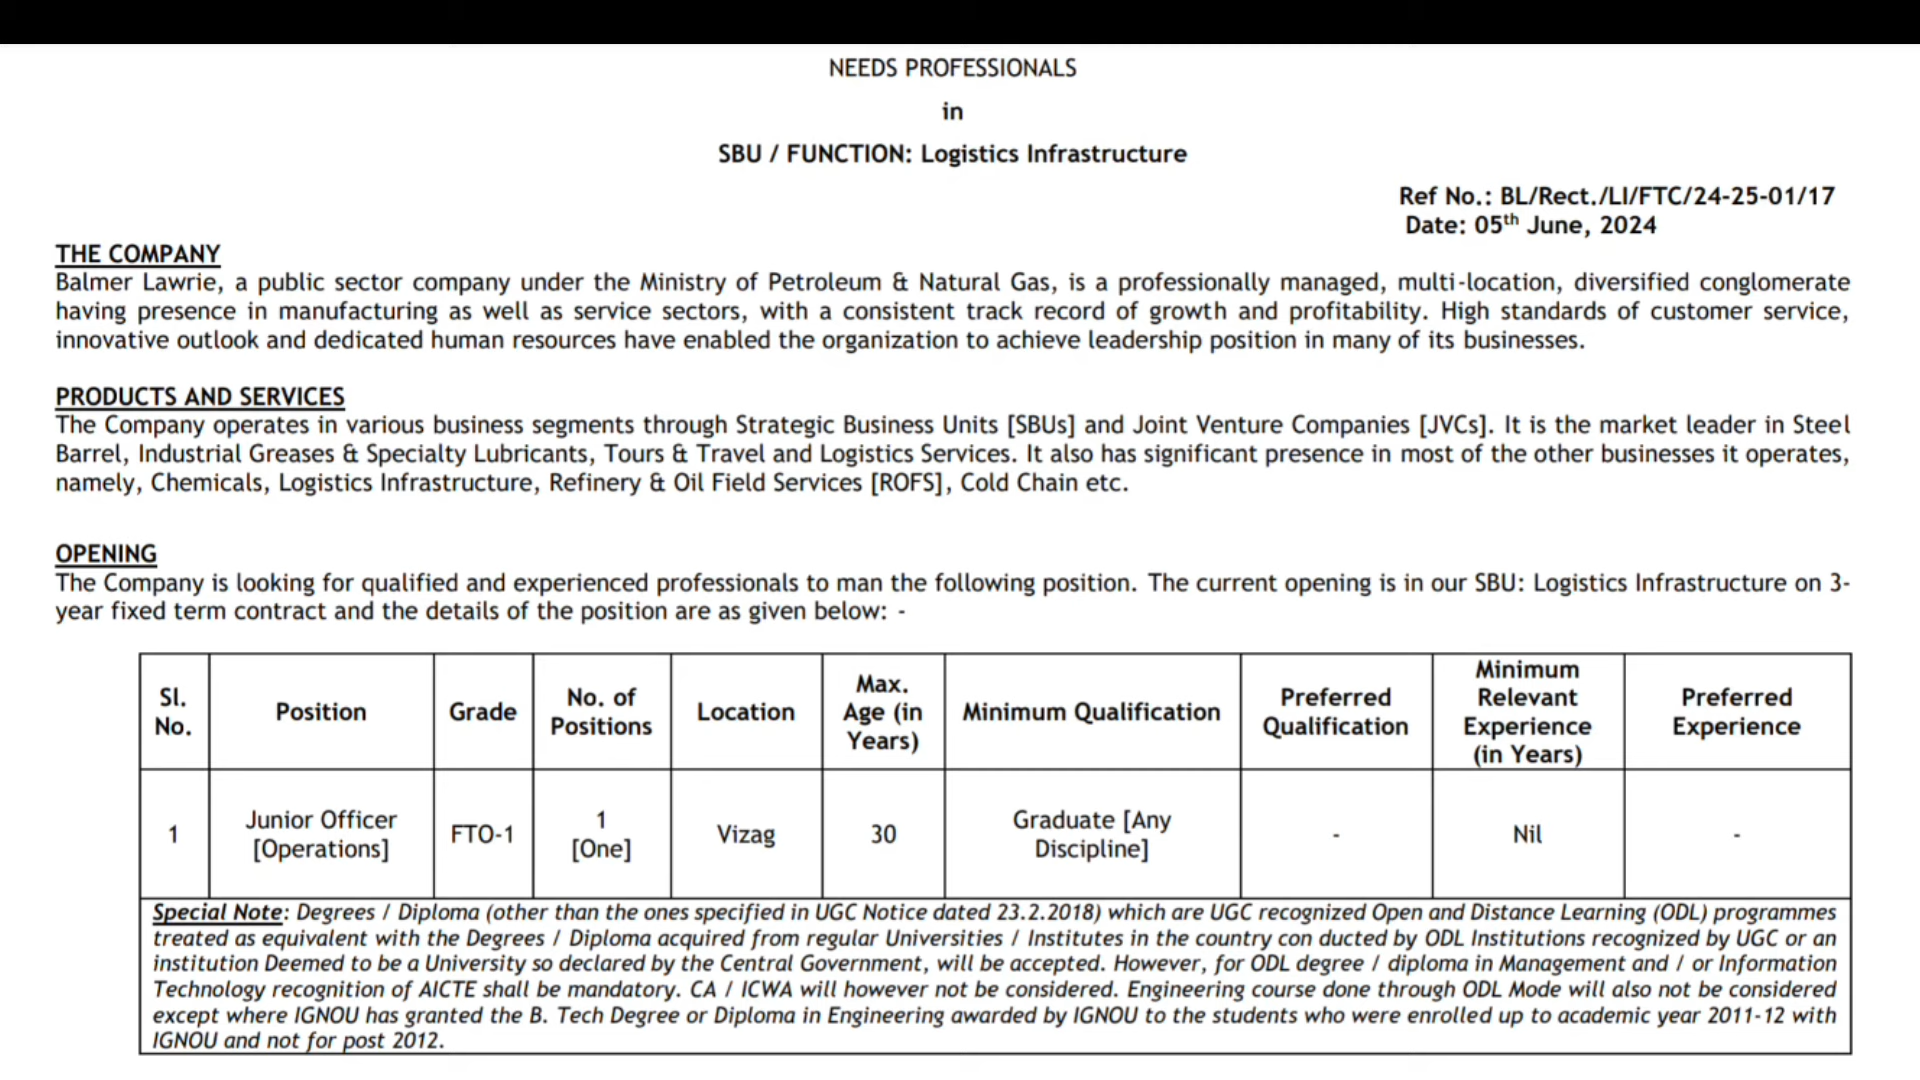 NEEDS PROFESSIONALS
in
SBU / FUNCTION: Logistics Infrastructure
Ref No.: BL/Rect./LI/FTC/24-25-01/17
Date: 05th June, 2024
THE COMPANY
Balmer Lawrie, a public sector company under the Ministry of Petroleum & Natural Gas, is a professionally managed, multi-location, diversified conglomerate
having presence in manufacturing as well as service sectors, with a consistent track record of growth and profitability. High standards of customer service,
innovative outlook and dedicated human resources have enabled the organization to achieve leadership position in many of its businesses.
PRODUCTS AND SERVICES
The Company operates in various business segments through Strategic Business Units [SBUs] and Joint Venture Companies [JVCs]. It is the market leader in Steel
Barrel, Industrial Greases & Specialty Lubricants, Tours & Travel and Logistics Services. It also has significant presence in most of the other businesses it operates,
namely, Chemicals, Logistics Infrastructure, Refinery & Oil Field Services [ROFS], Cold Chain etc.
OPENING
The Company is looking for qualified and experienced professionals to man the following position. The current opening is in our SBU: Logistics Infrastructure on 3-
year fixed term contract and the details of the position are as given below: -
Sl. No. Position Grade No. of Positions Location Max. Age (in Years) Minimum Qualification Preferred Qualification Minimum Relevant Experience (in Years) Preferred Experience
1 Junior Officer [Operations] FTO-1 1 [One] Vizag 30 Graduate [Any Discipline] - Nil -
Special Note: Degrees / Diploma (other than the ones specified in UGC Notice dated 23.2.2018) which are UGC recognized Open and Distance Learning (ODL) programmes
treated as equivalent with the Degrees / Diploma acquired from regular Universities / Institutes in the country con ducted by ODL Institutions recognized by UGC or an
institution Deemed to be a University so declared by the Central Government, will be accepted. However, for ODL degree / diploma in Management and / or Information
Technology recognition of AICTE shall be mandatory. CA / ICWA will however not be considered. Engineering course done through ODL Mode will also not be considered
except where IGNOU has granted the B. Tech Degree or Diploma in Engineering awarded by IGNOU to the students who were enrolled up to academic year 2011-12 with
IGNOU and not for post 2012.